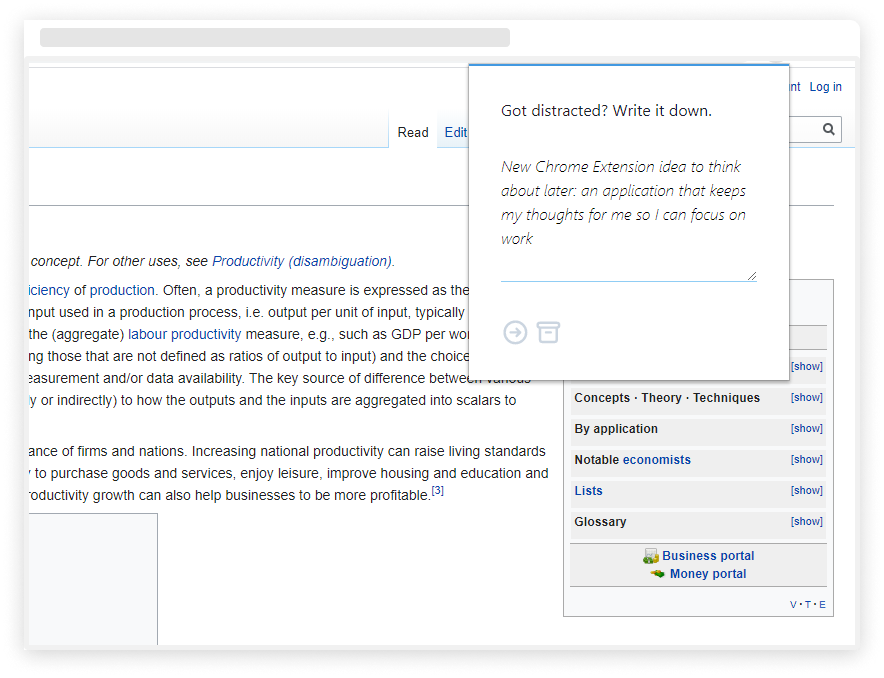 nt Log in
Read Edit
Got distracted? Write it down.
New Chrome Extension idea to think
about later: an application that keeps
my thoughts for me so I can focus on
work
concept. For other uses, see Productivity (disambiguation).
iciency of production. Often, a productivity measure is expressed as the
nput used in a production process, i.e. output per unit of input, typically
the (aggregate) labour productivity measure, e.g., such as GDP per wor
ng those that are not defined as ratios of output to input) and the choice
easurement and/or data availability. The key source of difference between various
ly or indirectly) to how the outputs and the inputs are aggregated into scalars to
ance of firms and nations. Increasing national productivity can raise living standards
y to purchase goods and services, enjoy leisure, improve housing and education and
roductivity growth can also help businesses to be more profitable.[3]
[show]
Concepts · Theory · Techniques [show]
By application [show]
Notable economists [show]
Lists [show]
Glossary [show]
Business portal
Money portal
V · T · E